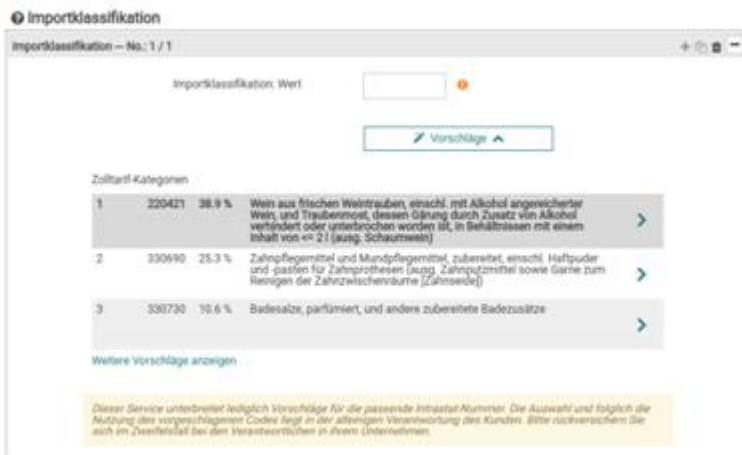 Importklassifikation
Importklassifikation — No.: 1 / 1
Importklassifikation: Wert
Vorschläge
Zolltarif-Kategorien
1 220421 38.9 % Wein aus frischen Weintrauben, einschl. mit Alkohol angereicherter
Wein, und Traubenmost, dessen Gärung durch Zusatz von Alkohol
verhindert oder unterbrochen worden ist, in Behältnissen mit einem
Inhalt von <= 2 l (ausg. Schaumwein)
2 330690 25.3 % Zahnpflegemittel und Mundpflegemittel, zubereitet, einschl. Haftpuder
und -pasten für Zahnprothesen (ausg. Zahnputzmittel sowie Garne zum
Reinigen der Zahnzwischenräume [Zahnseide])
3 330730 10.6 % Badesalze, parfümiert, und andere zubereitete Badezusätze
Weitere Vorschläge anzeigen
Dieser Service unterbreitet lediglich Vorschläge für die passende Intrastat-Nummer. Die Auswahl und folglich die
Nutzung des vorgeschlagenen Codes liegt in der alleinigen Verantwortung des Kunden. Bitte rückversichern Sie
sich im Zweifelsfall bei den Verantwortlichen in Ihrem Unternehmen.